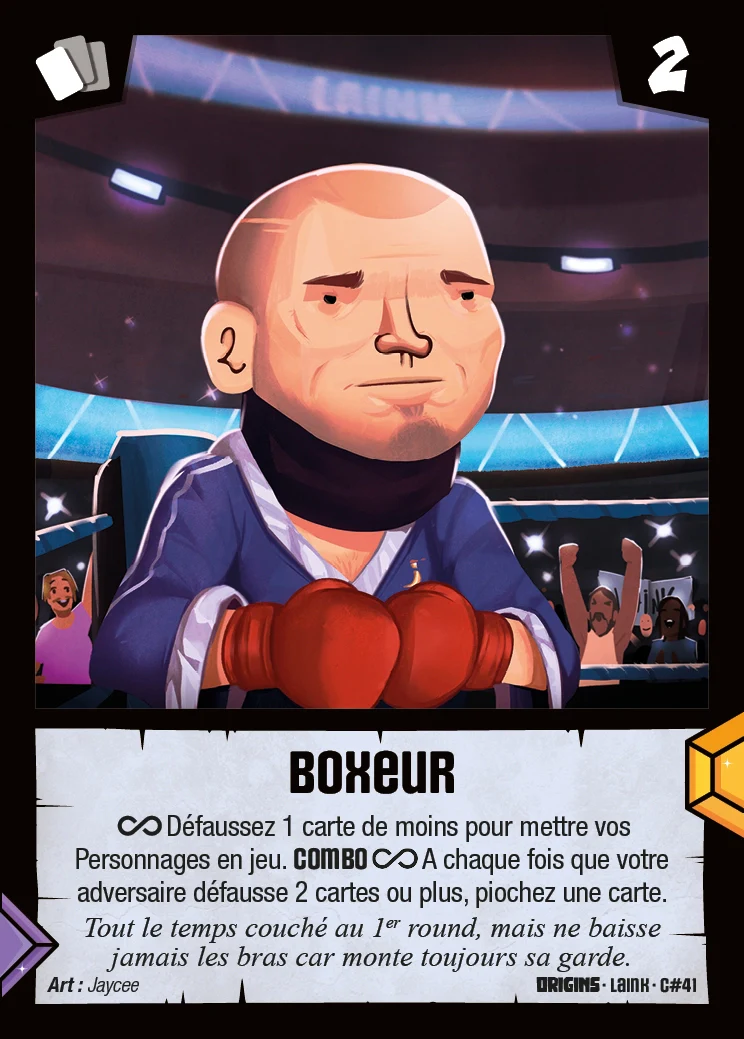 2
LAINK
BOXEUR
∞ Défaussez 1 carte de moins pour mettre vos
Personnages en jeu. COMBO ∞ A chaque fois que votre
adversaire défausse 2 cartes ou plus, piochez une carte.
Tout le temps couché au 1er round, mais ne baisse
jamais les bras car monte toujours sa garde.
Art : Jaycee
ORIGINS · LAINK · C#41